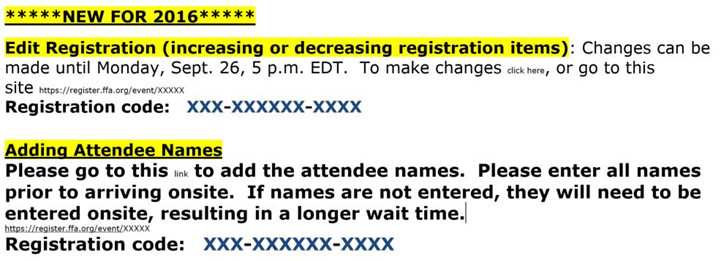 *****NEW FOR 2016*****
Edit Registration (increasing or decreasing registration items): Changes can be
made until Monday, Sept. 26, 5 p.m. EDT.  To make changes click here, or go to this
site https://register.ffa.org/event/XXXXX
Registration code:   XXX-XXXXXX-XXXX
Adding Attendee Names
Please go to this link to add the attendee names.  Please enter all names
prior to arriving onsite.  If names are not entered, they will need to be
entered onsite, resulting in a longer wait time.
https://register.ffa.org/event/XXXXX
Registration code:   XXX-XXXXXX-XXXX